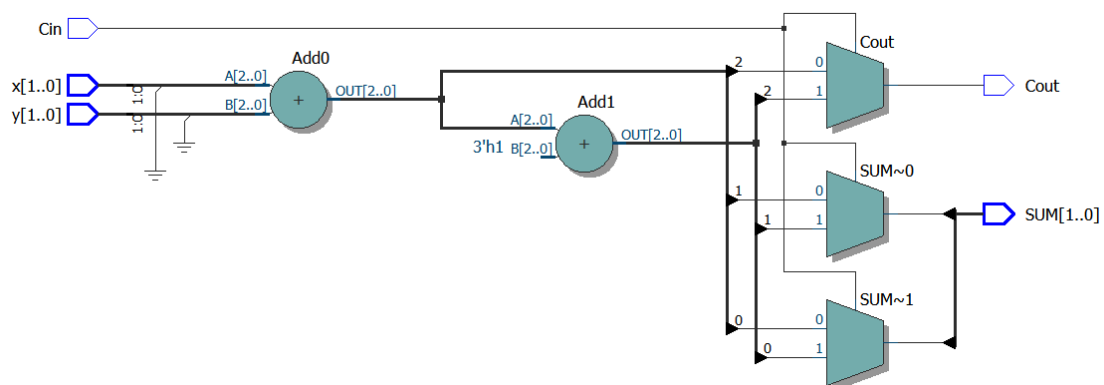 Cin
x[1..0]
y[1..0]
1:0
1:0
Add0
A[2..0]
B[2..0]
OUT[2..0]
+
Add1
A[2..0]
3'h1 B[2..0]
OUT[2..0]
+
2
2
Cout
0
1
Cout
1
1
SUM~0
0
1
SUM[1..0]
0
0
SUM~1
0
1